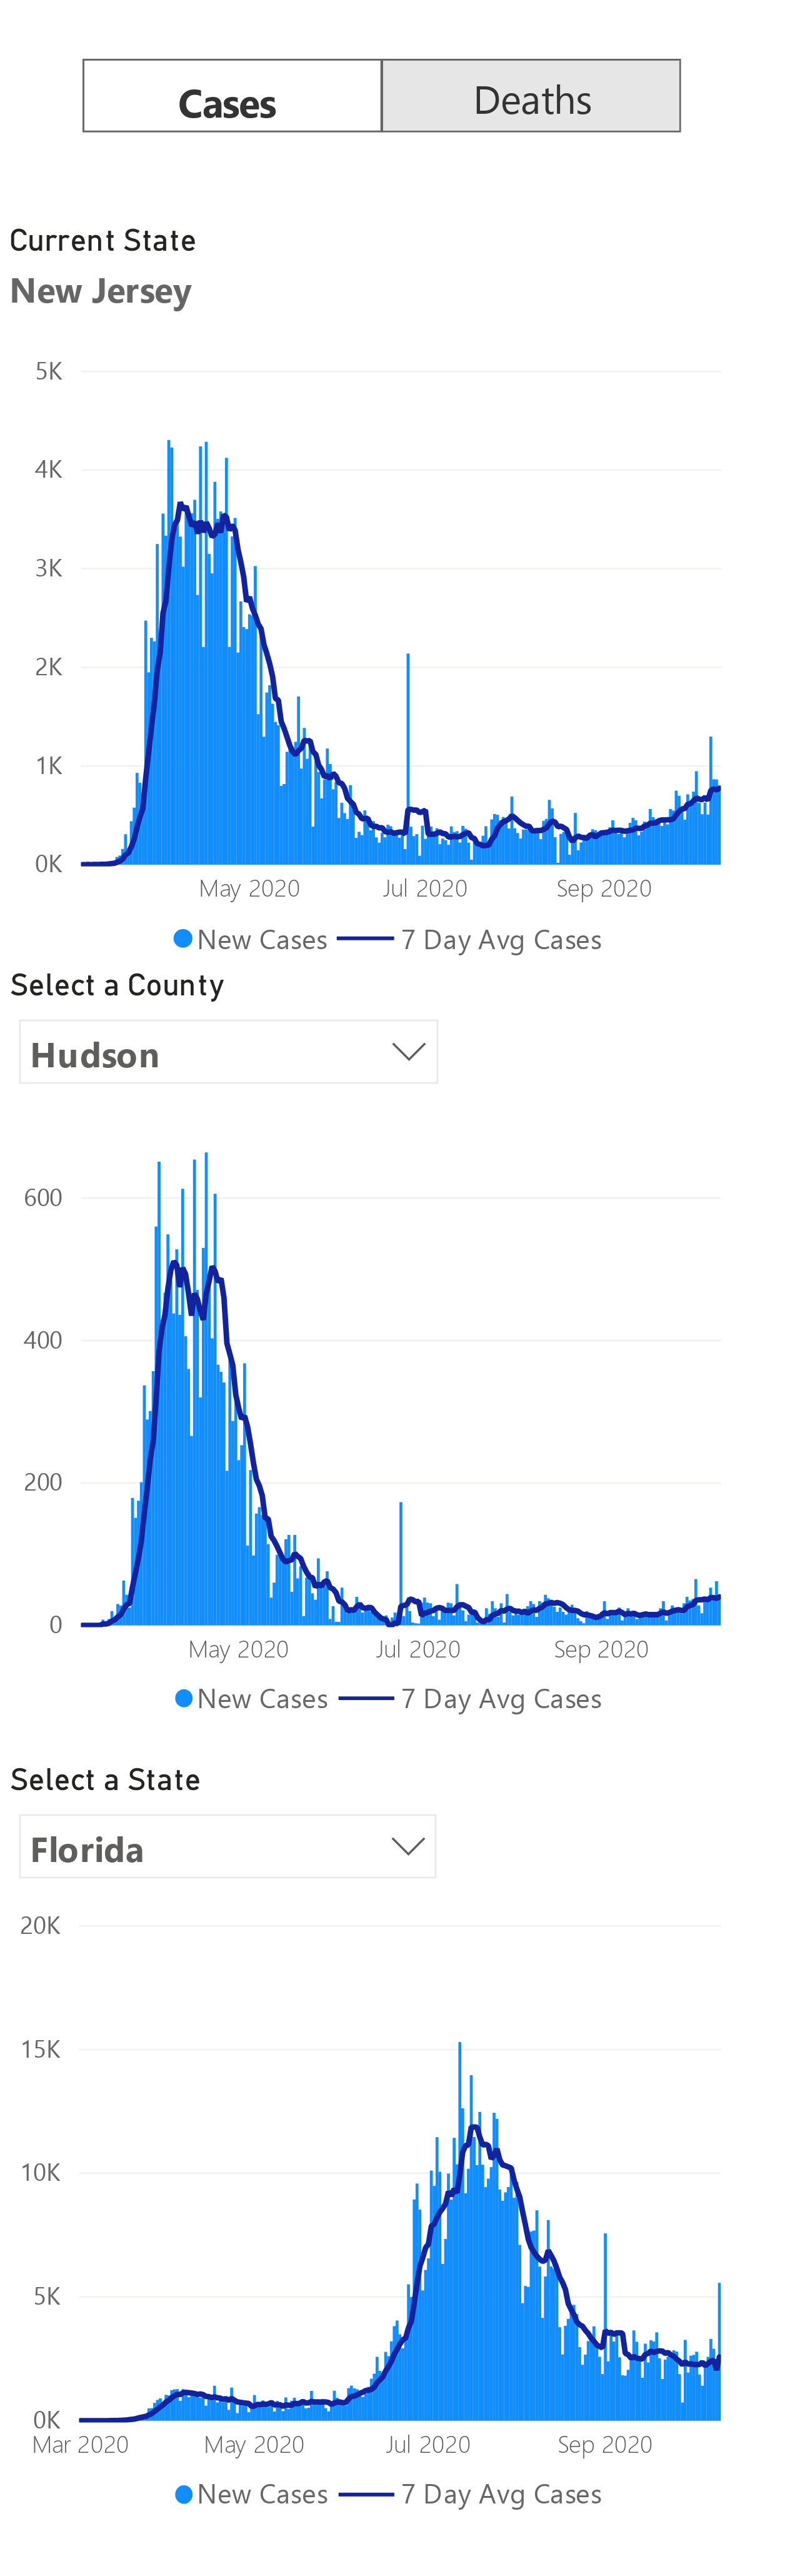 Cases Deaths
Current State
New Jersey
5K
4K
3K
2K
1K
0K
May 2020 Jul 2020 Sep 2020
New Cases 7 Day Avg Cases
Select a County
Hudson
600
400
200
0
May 2020 Jul 2020 Sep 2020
New Cases 7 Day Avg Cases
Select a State
Florida
20K
15K
10K
5K
0K
Mar 2020 May 2020 Jul 2020 Sep 2020
New Cases 7 Day Avg Cases